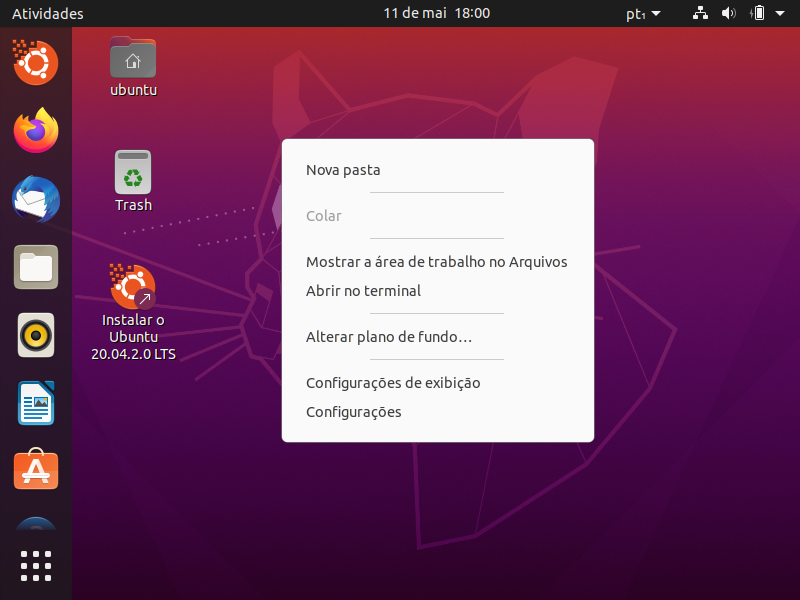 Atividades
11 de mai 18:00
pt₁
ubuntu
Trash
Instalar o
Ubuntu
20.04.2.0 LTS
Nova pasta
Colar
Mostrar a área de trabalho no Arquivos
Abrir no terminal
Alterar plano de fundo…
Configurações de exibição
Configurações